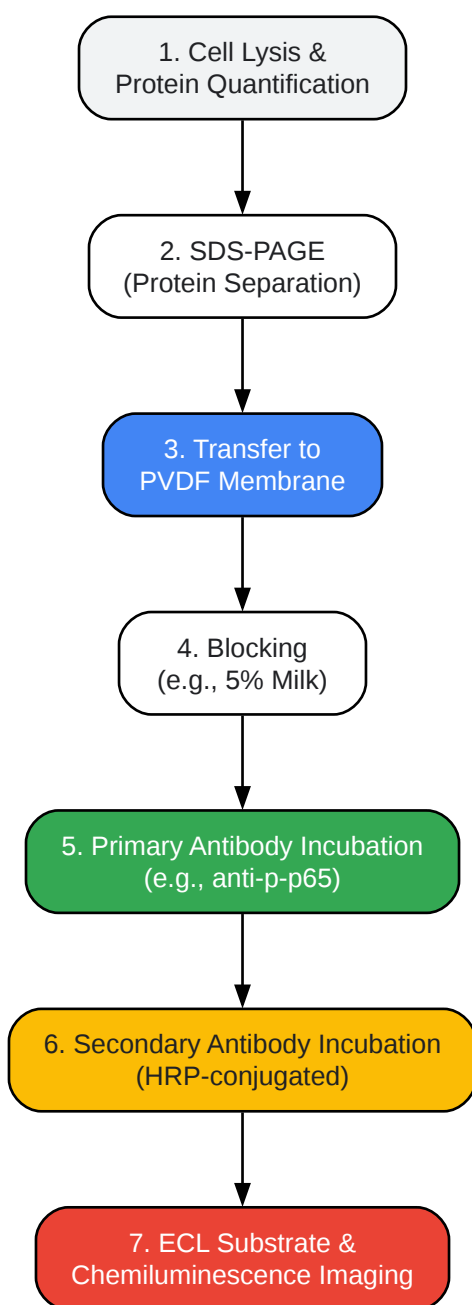 1. Cell Lysis &
Protein Quantification
2. SDS-PAGE
(Protein Separation)
3. Transfer to
PVDF Membrane
4. Blocking
(e.g., 5% Milk)
5. Primary Antibody Incubation
(e.g., anti-p-p65)
6. Secondary Antibody Incubation
(HRP-conjugated)
7. ECL Substrate &
Chemiluminescence Imaging